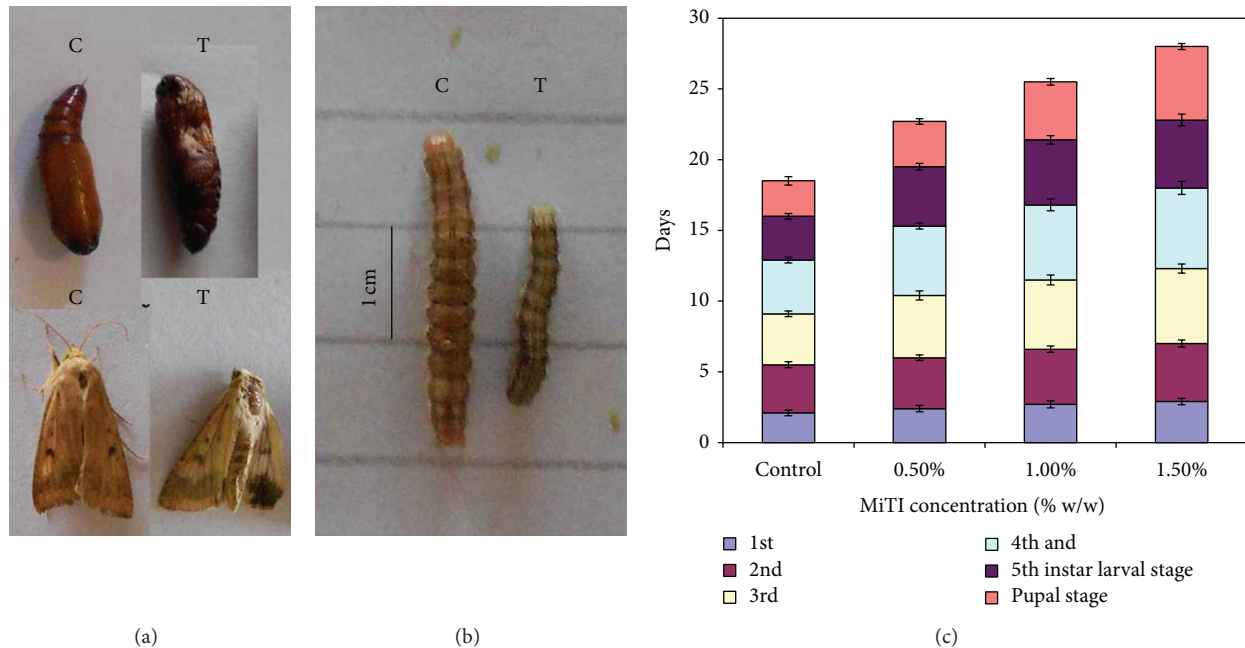 C
T
C
T
(a)
C
T
1 cm
(b)
30
25
20
15
10
5
0
Days
Control
0.50%
1.00%
1.50%
MiTI concentration (% w/w)
1st
2nd
3rd
4th and
5th instar larval stage
Pupal stage
(c)